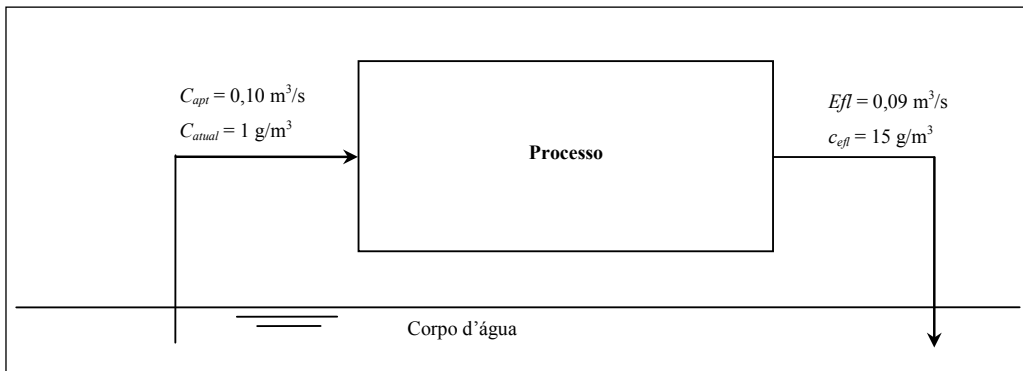 C_apt = 0,10 m³/s
C_atual = 1 g/m³
Processo
Efl = 0,09 m³/s
c_efl = 15 g/m³
Corpo d'água